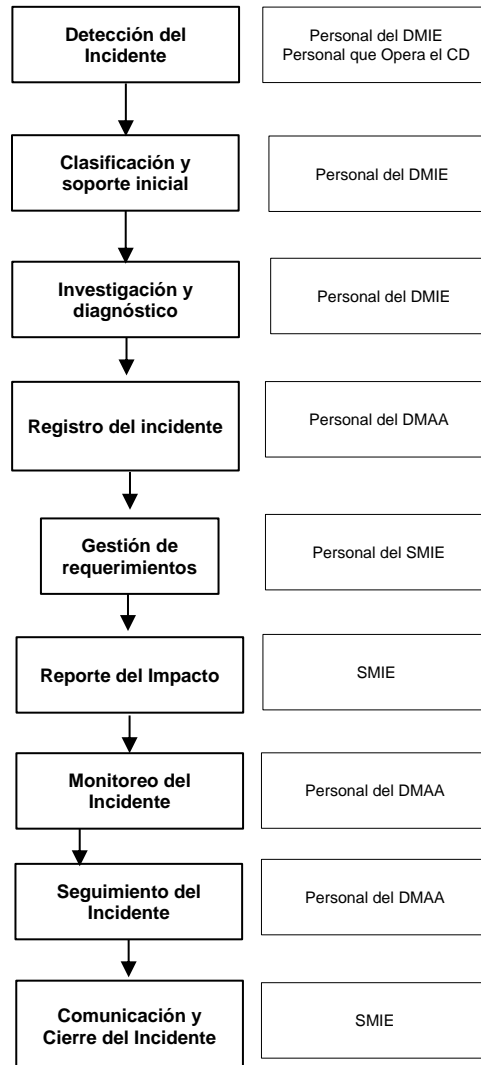 Detección del
Incidente
Personal del DMIE
Personal que Opera el CD
Clasificación y
soporte inicial
Personal del DMIE
Investigación y
diagnóstico
Personal del DMIE
Registro del incidente
Personal del DMAA
Gestión de
requerimientos
Personal del SMIE
Reporte del Impacto
SMIE
Monitoreo del
Incidente
Personal del DMAA
Seguimiento del
Incidente
Personal del DMAA
Comunicación y
Cierre del Incidente
SMIE